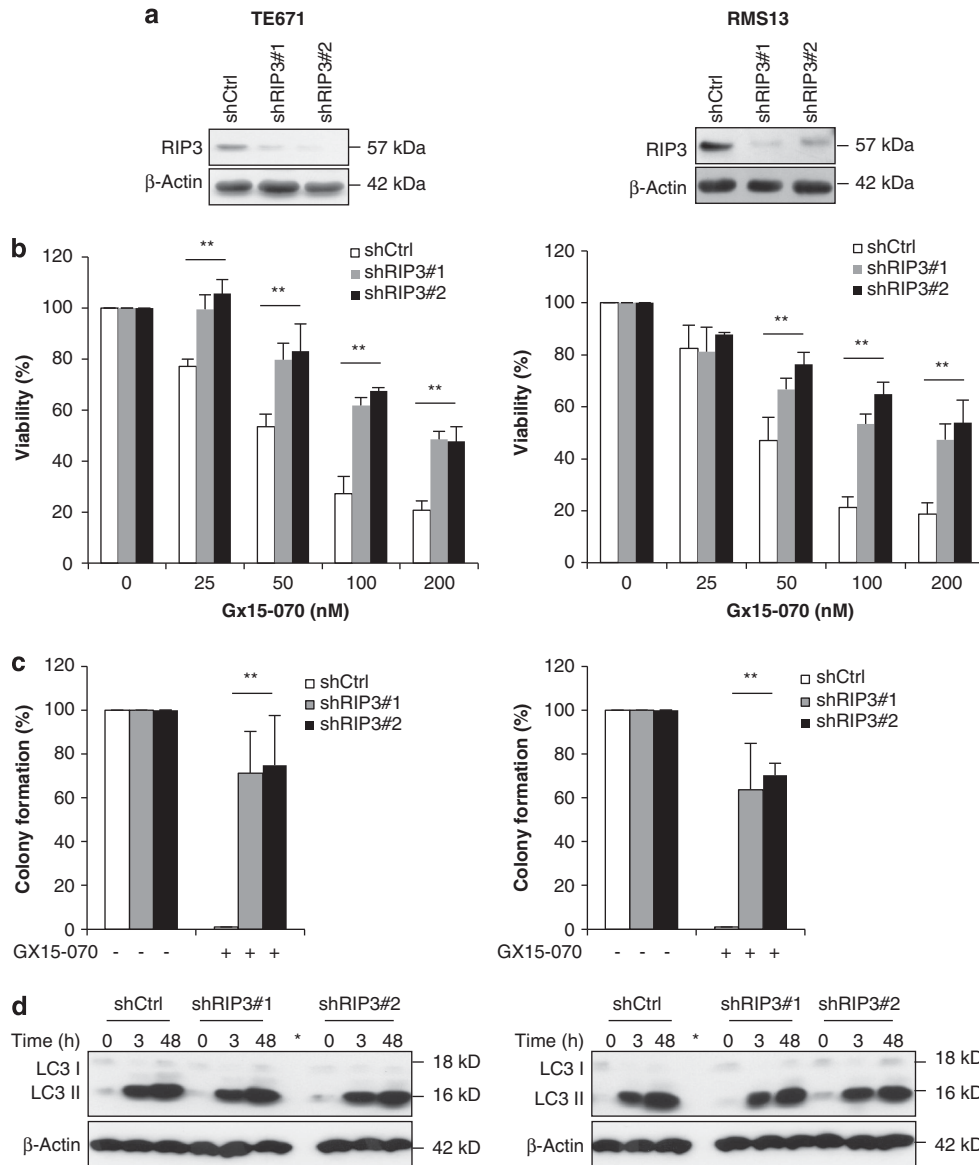 a
TE671
RMS13
shCtrl
shRIP3#1
shRIP3#2
shCtrl
shRIP3#1
shRIP3#2
RIP3
57 kDa
β-Actin
42 kDa
RIP3
57 kDa
β-Actin
42 kDa
b
Viability (%)
120
100
80
60
40
20
0
**
**
**
**
shCtrl
shRIP3#1
shRIP3#2
0 25 50 100 200
Gx15-070 (nM)
Viability (%)
120
100
80
60
40
20
0
**
**
**
shCtrl
shRIP3#1
shRIP3#2
0 25 50 100 200
Gx15-070 (nM)
c
Colony formation (%)
120
100
80
60
40
20
0
**
shCtrl
shRIP3#1
shRIP3#2
GX15-070 - - - + + +
Colony formation (%)
120
100
80
60
40
20
0
**
shCtrl
shRIP3#1
shRIP3#2
GX15-070 - - - + + +
d
shCtrl shRIP3#1 shRIP3#2
Time (h) 0 3 48 0 3 48 * 0 3 48
LC3 I
18 kD
LC3 II
16 kD
β-Actin
42 kD
shCtrl shRIP3#1 shRIP3#2
Time (h) 0 3 48 * 0 3 48 0 3 48
LC3 I
18 kD
LC3 II
16 kD
β-Actin
42 kD